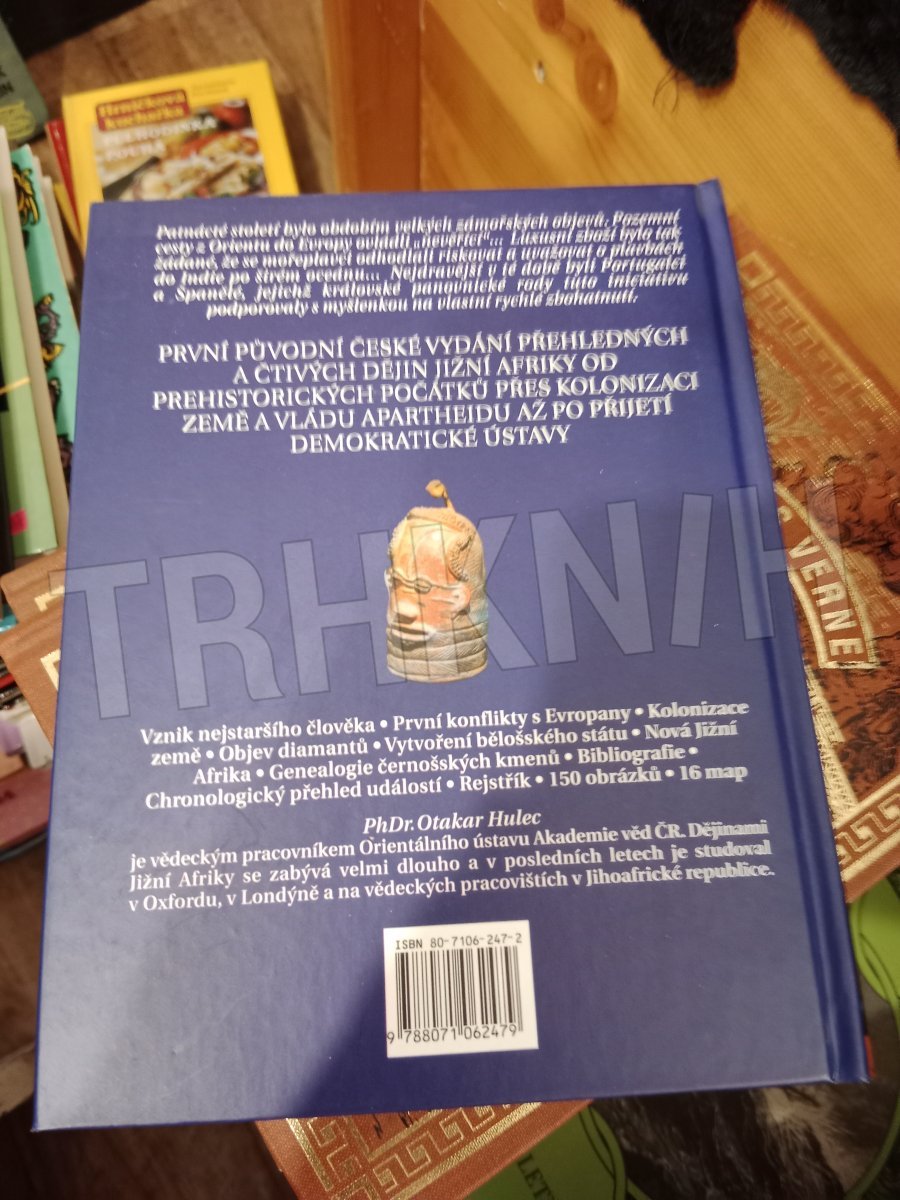 Hrníčková
kuchařka
Patnácté století bylo obdobím velkých zámořských objevů. Pozemní
cesty z Orientu do Evropy ovládli „nevěřící“... Luxusní zboží bylo tak
žádané, že se mořeplavci odhodlali riskovat a uvažovat o plavbách
do Indie po širém oceánu... Nejdravější v té době byli Portugalci
a Španělé, jejichž královské panovnické rody tuto iniciativu
podporovaly s myšlenkou na vlastní rychlé zbohatnutí.
PRVNÍ PŮVODNÍ ČESKÉ VYDÁNÍ PŘEHLEDNÝCH
A ČTIVÝCH DĚJIN JIŽNÍ AFRIKY OD
PREHISTORICKÝCH POČÁTKŮ PŘES KOLONIZACI
ZEMĚ A VLÁDU APARTHEIDU AŽ PO PŘIJETÍ
DEMOKRATICKÉ ÚSTAVY
TRHKNIH
VERNE
Vznik nejstaršího člověka • První konflikty s Evropany • Kolonizace
země • Objev diamantů • Vytvoření bělošského státu • Nová Jižní
Afrika • Genealogie černošských kmenů • Bibliografie •
Chronologický přehled událostí • Rejstřík • 150 obrázků • 16 map
PhDr. Otakar Hulec
je vědeckým pracovníkem Orientálního ústavu Akademie věd ČR. Dějinami
Jižní Afriky se zabývá velmi dlouho a v posledních letech je studoval
v Oxfordu, v Londýně a na vědeckých pracovištích v Jihoafrické republice.
ISBN 80-7106-247-2
9 788071 062479